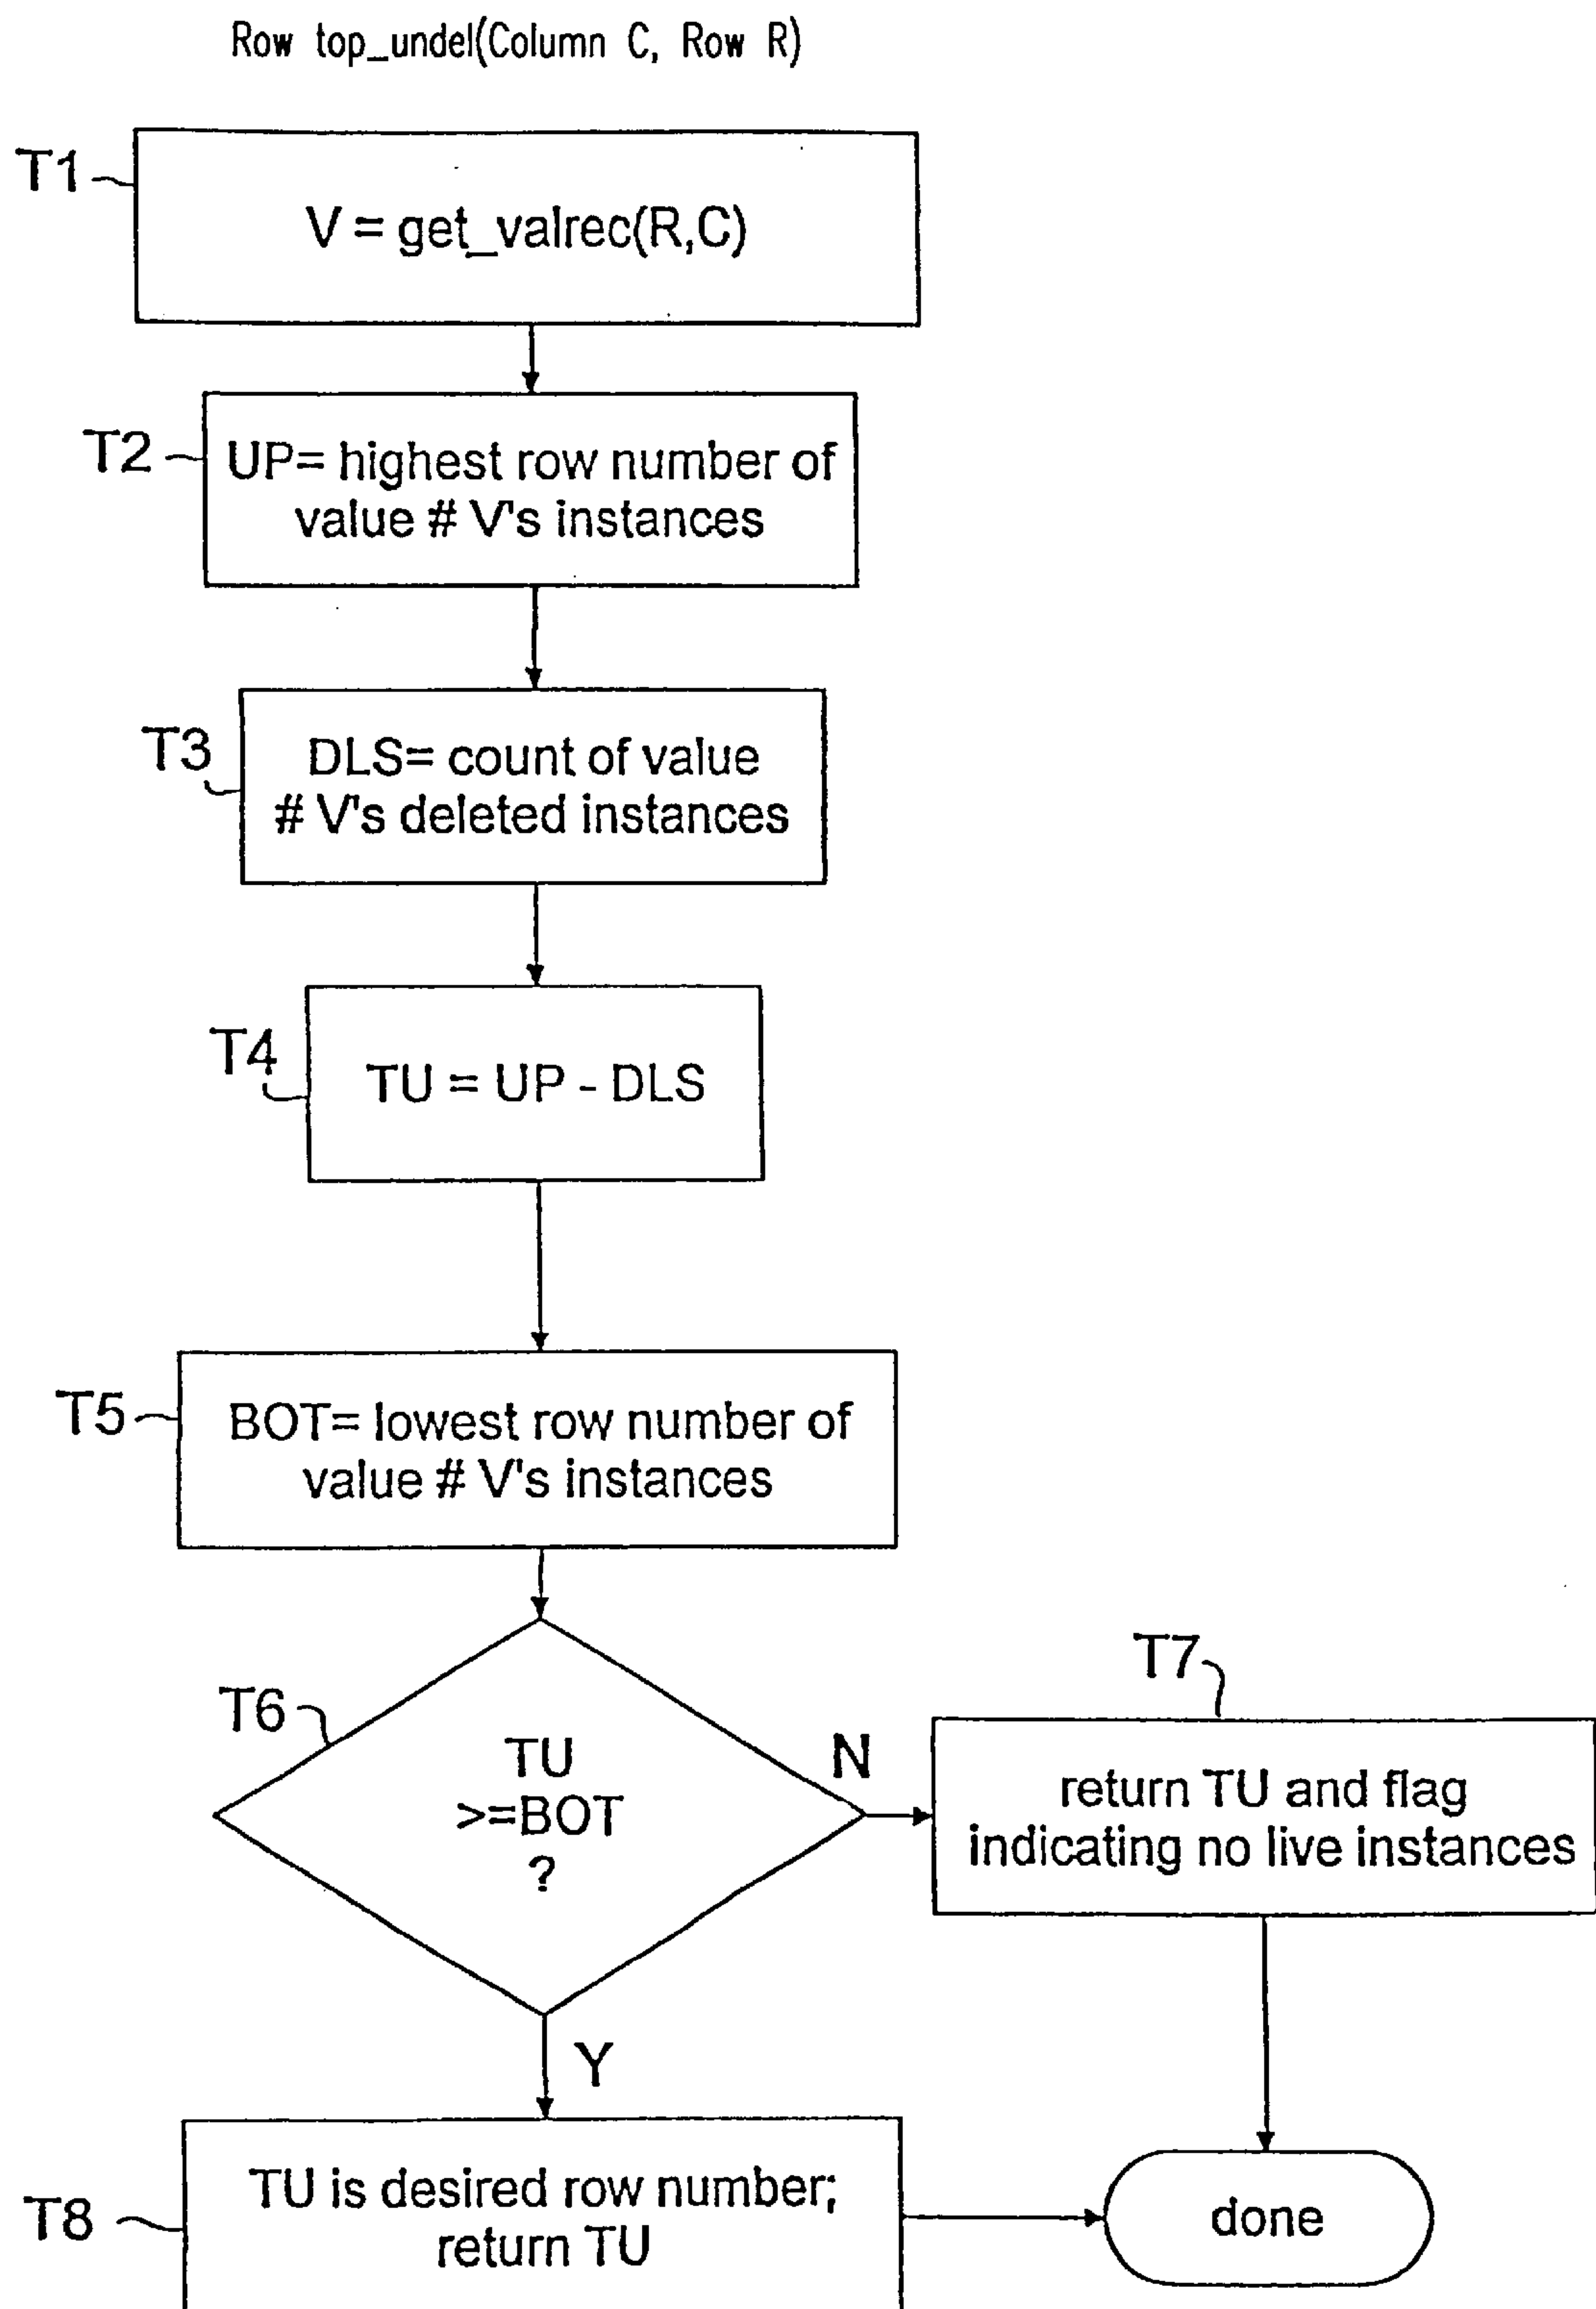 Row top_undel(Column C, Row R)
T1
V = get_valrec(R,C)
T2
UP= highest row number of
value # V's instances
T3
DLS= count of value
# V's deleted instances
T4
TU = UP - DLS
T5
BOT= lowest row number of
value # V's instances
T6
TU
>=BOT
?
N
T7
return TU and flag
indicating no live instances
Y
T8
TU is desired row number;
return TU
done